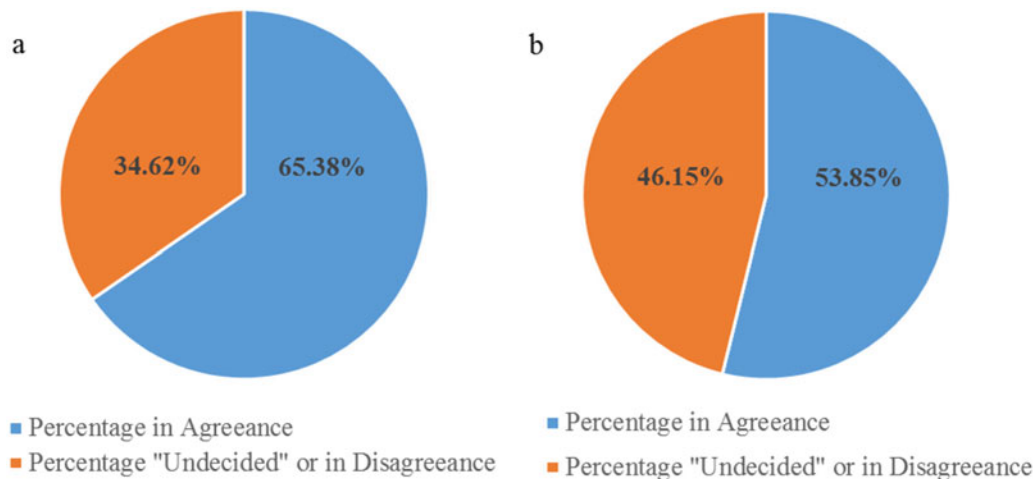 a
34.62%
65.38%
Percentage in Agreeance
Percentage "Undecided" or in Disagreeance
b
46.15%
53.85%
Percentage in Agreeance
Percentage "Undecided" or in Disagreeance